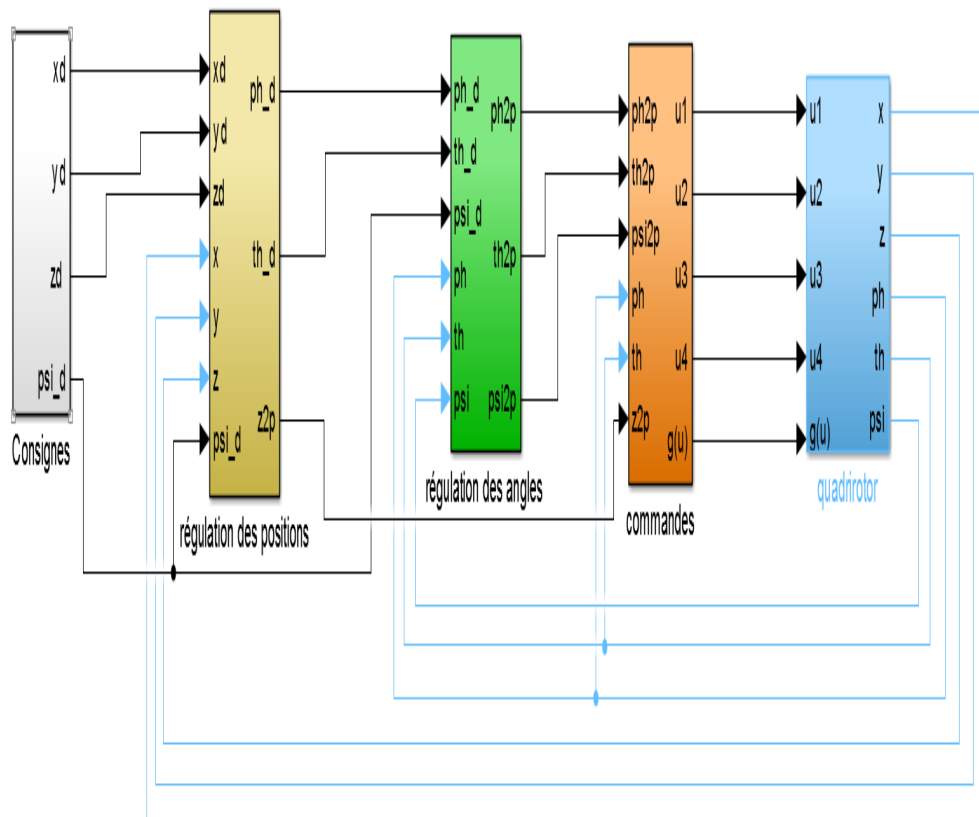 xd
yd
zd
psi_d
Consignes
xd
yd
zd
x
y
z
psi_d
ph_d
th_d
z2p
régulation des positions
ph_d
th_d
psi_d
ph
th
psi
ph2p
th2p
psi2p
régulation des angles
ph2p
th2p
psi2p
ph
th
z2p
u1
u2
u3
u4
g(u)
commandes
u1
u2
u3
u4
g(u)
x
y
z
ph
th
psi
quadrirotor